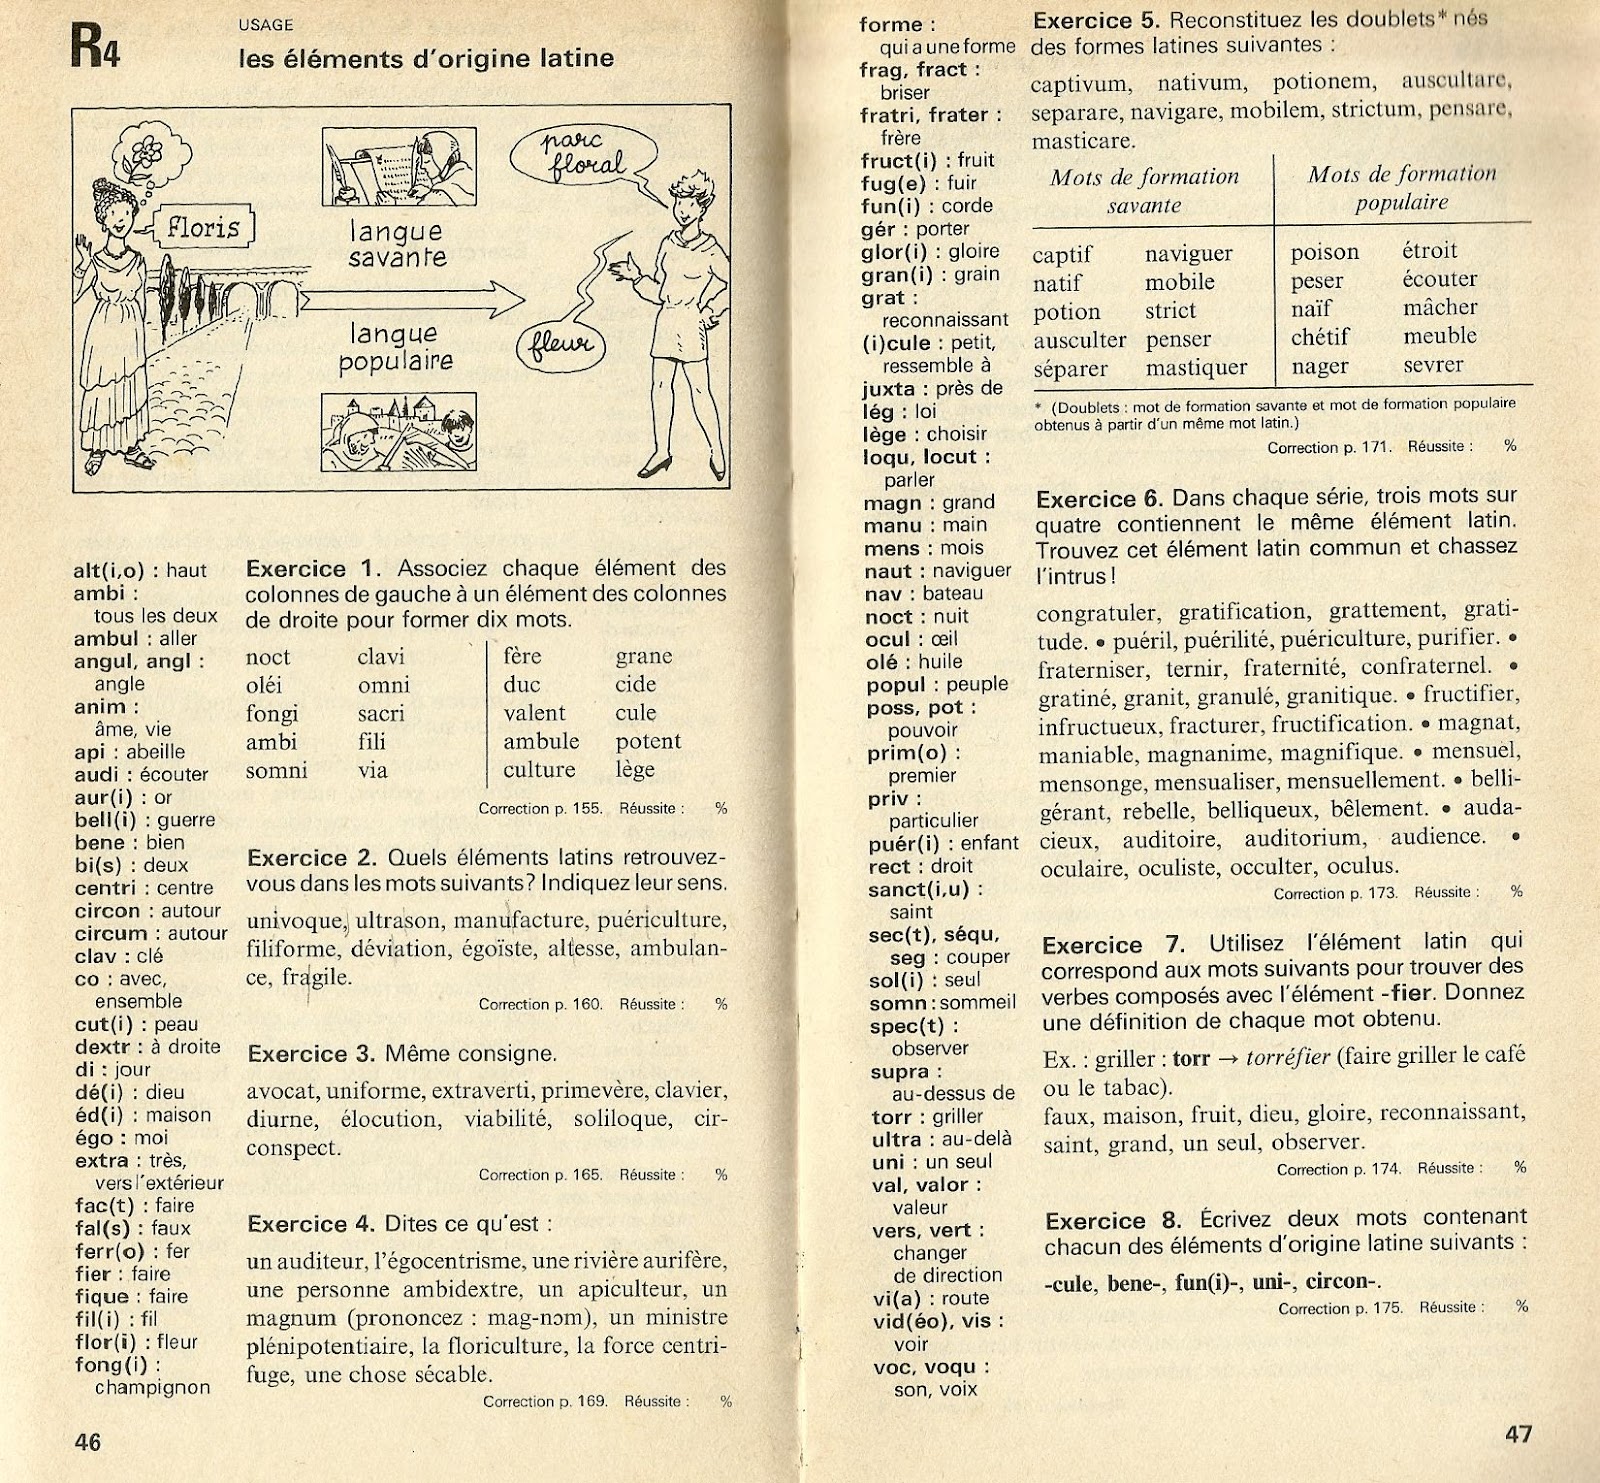 R4
USAGE
les éléments d'origine latine
Floris
langue
savante
langue
populaire
parc
floral
fleur
alt(i,o) : haut
ambi :
tous les deux
ambul : aller
angul, angl :
angle
anim :
âme, vie
api : abeille
audi : écouter
aur(i) : or
bell(i) : guerre
bene : bien
bi(s) : deux
centri : centre
circon : autour
circum : autour
clav : clé
co : avec,
ensemble
cut(i) : peau
dextr : à droite
di : jour
dé(i) : dieu
éd(i) : maison
égo : moi
extra : très,
vers l'extérieur
fac(t) : faire
fal(s) : faux
ferr(o) : fer
fier : faire
fique : faire
fil(i) : fil
flor(i) : fleur
fong(i) :
champignon
Exercice 1. Associez chaque élément des
colonnes de gauche à un élément des colonnes
de droite pour former dix mots.
noct clavi fère grane
oléi omni duc cide
fongi sacri valent cule
ambi fili ambule potent
somni via culture lège
Correction p. 155. Réussite : %
Exercice 2. Quels éléments latins retrouvez-
vous dans les mots suivants? Indiquez leur sens.
univoque, ultrason, manufacture, puériculture,
filiforme, déviation, égoïste, altesse, ambulan-
ce, fragile.
Correction p. 160. Réussite : %
Exercice 3. Même consigne.
avocat, uniforme, extraverti, primevère, clavier,
diurne, élocution, viabilité, soliloque, cir-
conspect.
Correction p. 165. Réussite : %
Exercice 4. Dites ce qu'est :
un auditeur, l'égocentrisme, une rivière aurifère,
une personne ambidextre, un apiculteur, un
magnum (prononcez : mag-nɔm), un ministre
plénipotentiaire, la floriculture, la force centri-
fuge, une chose sécable.
Correction p. 169. Réussite : %
46
forme :
qui a une forme
frag, fract :
briser
fratri, frater :
frère
fruct(i) : fruit
fug(e) : fuir
fun(i) : corde
gér : porter
glor(i) : gloire
gran(i) : grain
grat :
reconnaissant
(i)cule : petit,
ressemble à
juxta : près de
lég : loi
lège : choisir
loqu, locut :
parler
magn : grand
manu : main
mens : mois
naut : naviguer
nav : bateau
noct : nuit
ocul : œil
olé : huile
popul : peuple
poss, pot :
pouvoir
prim(o) :
premier
priv :
particulier
puér(i) : enfant
rect : droit
sanct(i,u) :
saint
sec(t), séqu,
seg : couper
sol(i) : seul
somn : sommeil
spec(t) :
observer
supra :
au-dessus de
torr : griller
ultra : au-delà
uni : un seul
val, valor :
valeur
vers, vert :
changer
de direction
vi(a) : route
vid(éo), vis :
voir
voc, voqu :
son, voix
Exercice 5. Reconstituez les doublets* nés
des formes latines suivantes :
captivum, nativum, potionem, auscultare,
separare, navigare, mobilem, strictum, pensare,
masticare.
Mots de formation Mots de formation
savante populaire
captif naviguer poison étroit
natif mobile peser écouter
potion strict naïf mâcher
ausculter penser chétif meuble
séparer mastiquer nager sevrer
* (Doublets : mot de formation savante et mot de formation populaire
obtenus à partir d'un même mot latin.)
Correction p. 171. Réussite : %
Exercice 6. Dans chaque série, trois mots sur
quatre contiennent le même élément latin.
Trouvez cet élément latin commun et chassez
l'intrus !
congratuler, gratification, grattement, grati-
tude. • puéril, puérilité, puériculture, purifier. •
fraterniser, ternir, fraternité, confraternel. •
gratiné, granit, granulé, granitique. • fructifier,
infructueux, fracturer, fructification. • magnat,
maniable, magnanime, magnifique. • mensuel,
mensonge, mensualiser, mensuellement. • belli-
gérant, rebelle, belliqueux, bêlement. • auda-
cieux, auditoire, auditorium, audience. •
oculaire, oculiste, occulter, oculus.
Correction p. 173. Réussite : %
Exercice 7. Utilisez l'élément latin qui
correspond aux mots suivants pour trouver des
verbes composés avec l'élément -fier. Donnez
une définition de chaque mot obtenu.
Ex. : griller : torr → torréfier (faire griller le café
ou le tabac).
faux, maison, fruit, dieu, gloire, reconnaissant,
saint, grand, un seul, observer.
Correction p. 174. Réussite : %
Exercice 8. Écrivez deux mots contenant
chacun des éléments d'origine latine suivants :
-cule, bene-, fun(i)-, uni-, circon-.
Correction p. 175. Réussite : %
47